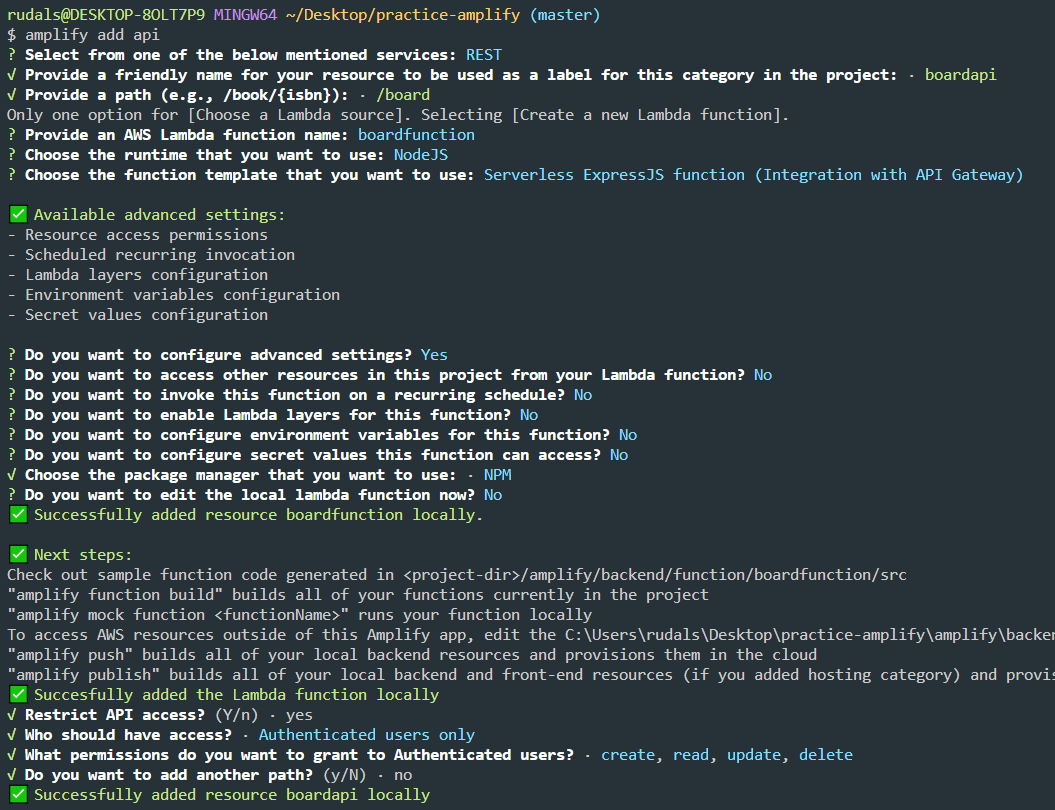 rudals@DESKTOP-8OLT7P9 MINGW64 ~/Desktop/practice-amplify (master)
$ amplify add api
? Select from one of the below mentioned services: REST
√ Provide a friendly name for your resource to be used as a label for this category in the project: · boardapi
√ Provide a path (e.g., /book/{isbn}): · /board
Only one option for [Choose a Lambda source]. Selecting [Create a new Lambda function].
? Provide an AWS Lambda function name: boardfunction
? Choose the runtime that you want to use: NodeJS
? Choose the function template that you want to use: Serverless ExpressJS function (Integration with API Gateway)
✅ Available advanced settings:
- Resource access permissions
- Scheduled recurring invocation
- Lambda layers configuration
- Environment variables configuration
- Secret values configuration
? Do you want to configure advanced settings? Yes
? Do you want to access other resources in this project from your Lambda function? No
? Do you want to invoke this function on a recurring schedule? No
? Do you want to enable Lambda layers for this function? No
? Do you want to configure environment variables for this function? No
? Do you want to configure secret values this function can access? No
√ Choose the package manager that you want to use: · NPM
? Do you want to edit the local lambda function now? No
✅ Successfully added resource boardfunction locally.
✅ Next steps:
Check out sample function code generated in <project-dir>/amplify/backend/function/boardfunction/src
"amplify function build" builds all of your functions currently in the project
"amplify mock function <functionName>" runs your function locally
To access AWS resources outside of this Amplify app, edit the C:\Users\rudals\Desktop\practice-amplify\amplify\backen
"amplify push" builds all of your local backend resources and provisions them in the cloud
"amplify publish" builds all of your local backend and front-end resources (if you added hosting category) and provis
✅ Succesfully added the Lambda function locally
√ Restrict API access? (Y/n) · yes
√ Who should have access? · Authenticated users only
√ What permissions do you want to grant to Authenticated users? · create, read, update, delete
√ Do you want to add another path? (y/N) · no
✅ Successfully added resource boardapi locally